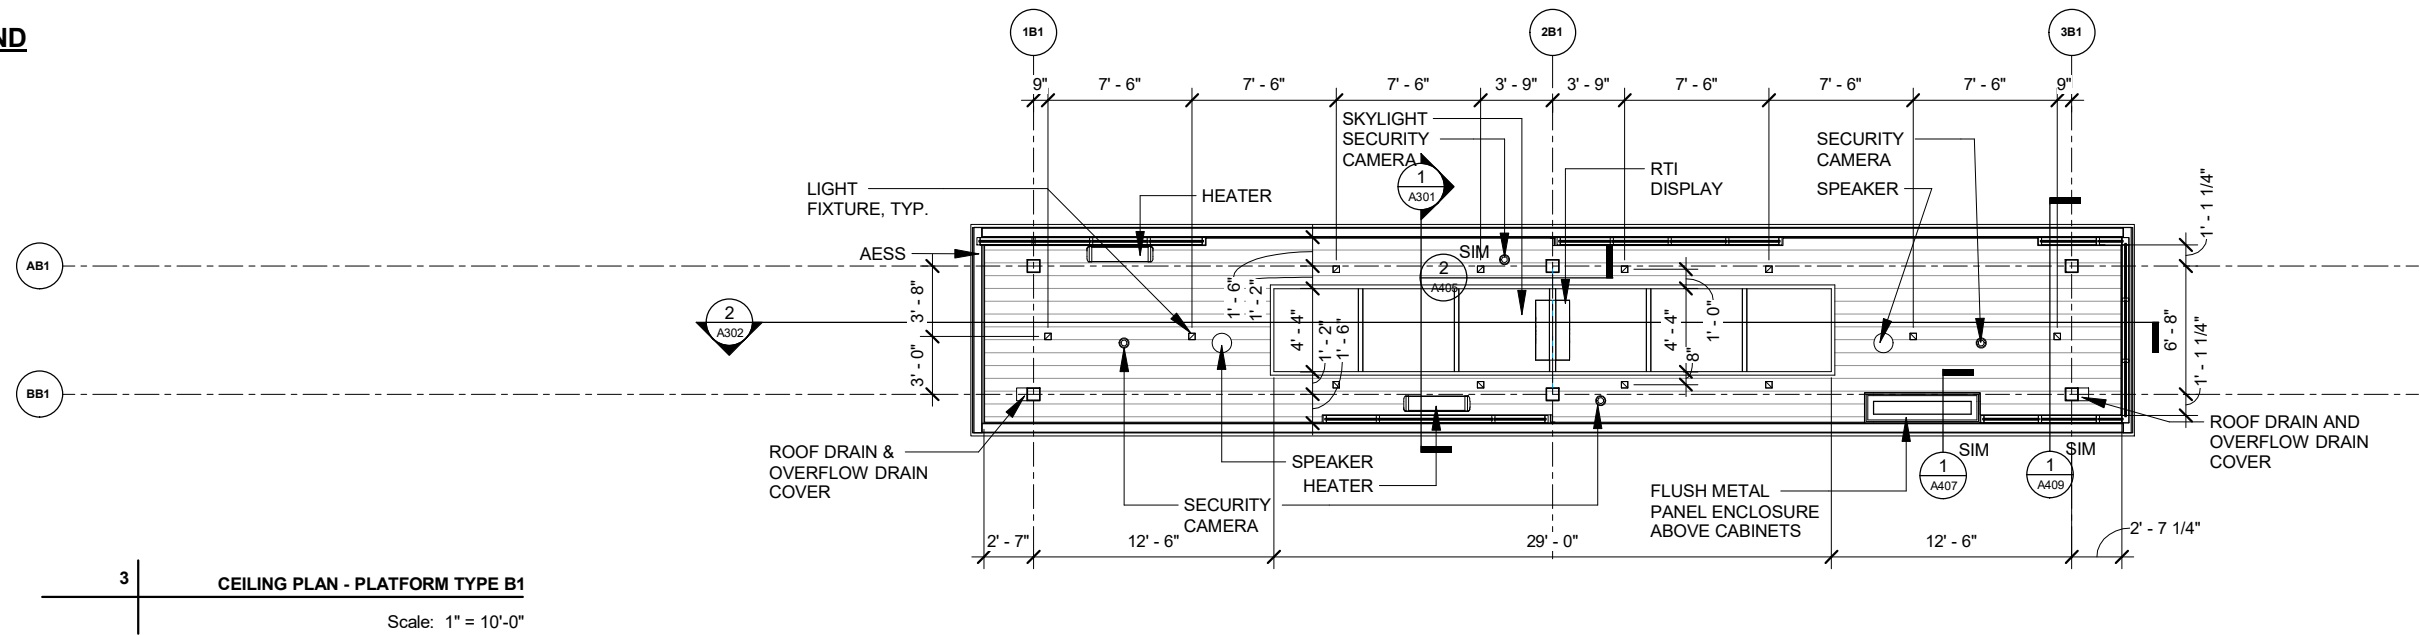 ND
1B1
2B1
3B1
9"
7' - 6"
7' - 6"
7' - 6"
3' - 9"
3' - 9"
7' - 6"
7' - 6"
7' - 6"
9"
SKYLIGHT
SECURITY
CAMERA
1
A301
RTI
DISPLAY
SECURITY
CAMERA
SPEAKER
LIGHT
FIXTURE, TYP.
HEATER
1' - 1 1/4"
AESS
SIM
2
A405
AB1
3' - 8"
3' - 0"
1' - 6"
1' - 2"
4' - 4"
1' - 2"
1' - 6"
4' - 4"
8"
1' - 0"
6' - 8"
1' - 1 1/4"
2
A302
BB1
ROOF DRAIN &
OVERFLOW DRAIN
COVER
SPEAKER
HEATER
SECURITY
CAMERA
FLUSH METAL
PANEL ENCLOSURE
ABOVE CABINETS
SIM
1
A407
SIM
1
A409
ROOF DRAIN AND
OVERFLOW DRAIN
COVER
2' - 7"
12' - 6"
29' - 0"
12' - 6"
2' - 7 1/4"
3
CEILING PLAN - PLATFORM TYPE B1
Scale: 1" = 10'-0"